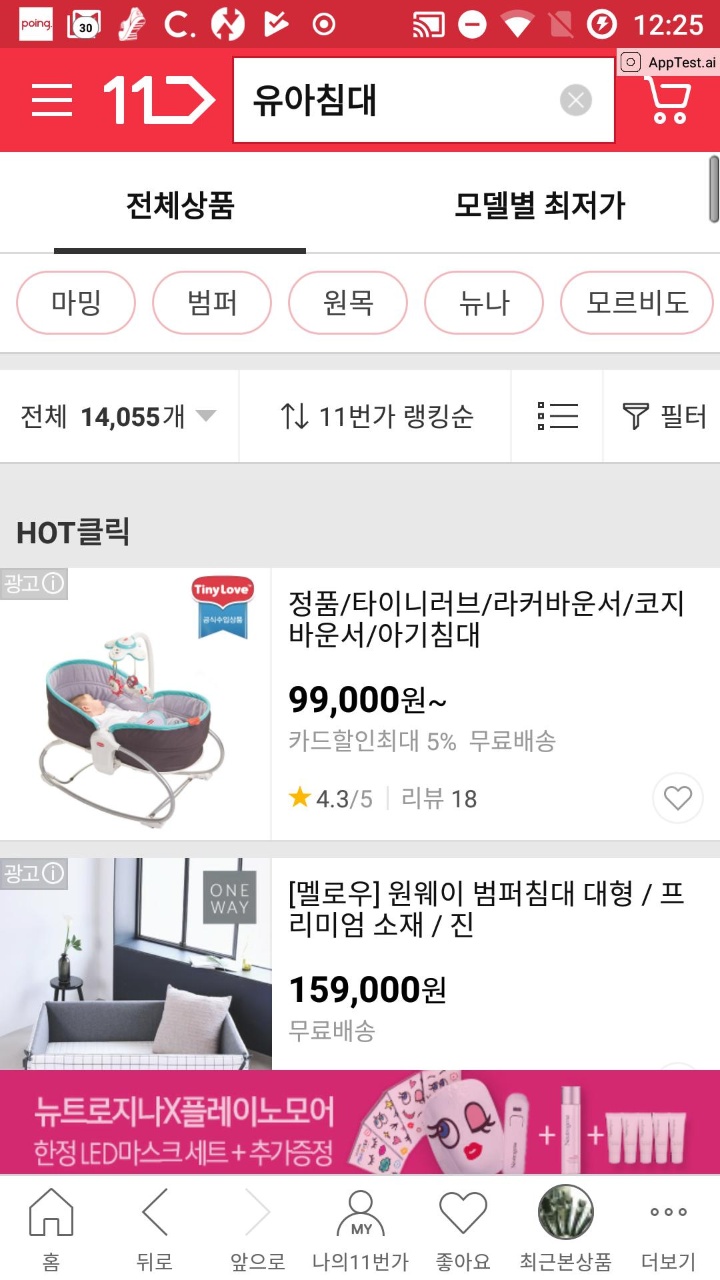 poing.
30
C.
12:25
AppTest.ai
11
유아침대
전체상품
모델별 최저가
마밍
범퍼
원목
뉴나
모르비도
전체 14,055개
11번가 랭킹순
필터
HOT클릭
광고
TinyLove
공식수입상품
정품/타이니러브/라커바운서/코지
바운서/아기침대
99,000원~
카드할인최대 5% 무료배송
4.3/5
리뷰 18
광고
ONE
WAY
[멜로우] 원웨이 범퍼침대 대형 / 프
리미엄 소재 / 진
159,000원
무료배송
뉴트로지나X플레이노모어
한정 LED마스크 세트 + 추가증정
+
+
MY
홈
뒤로
앞으로
나의11번가
좋아요
최근본상품
더보기